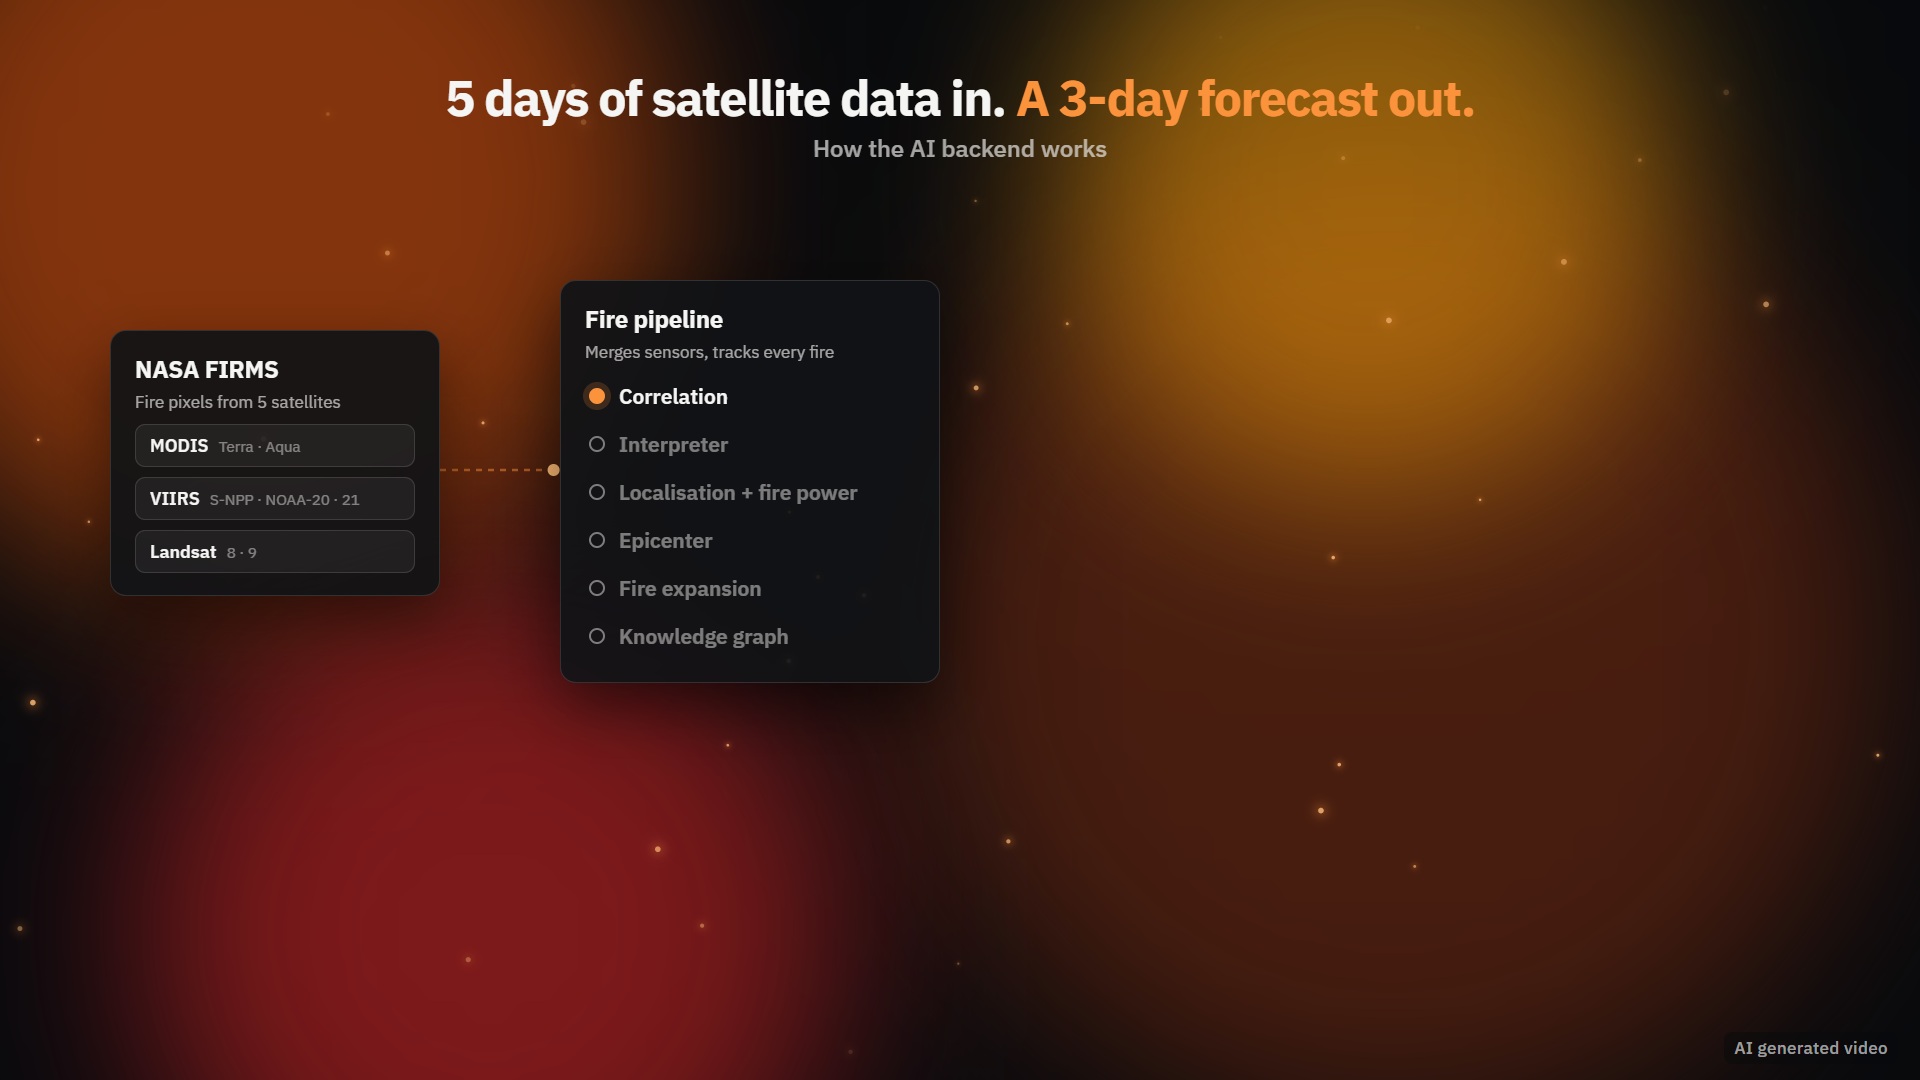 5 days of satellite data in. A 3-day forecast out.
How the AI backend works
NASA FIRMS
Fire pixels from 5 satellites
MODIS Terra · Aqua
VIIRS S-NPP · NOAA-20 · 21
Landsat 8 · 9
Fire pipeline
Merges sensors, tracks every fire
Correlation
Interpreter
Localisation + fire power
Epicenter
Fire expansion
Knowledge graph
AI generated video